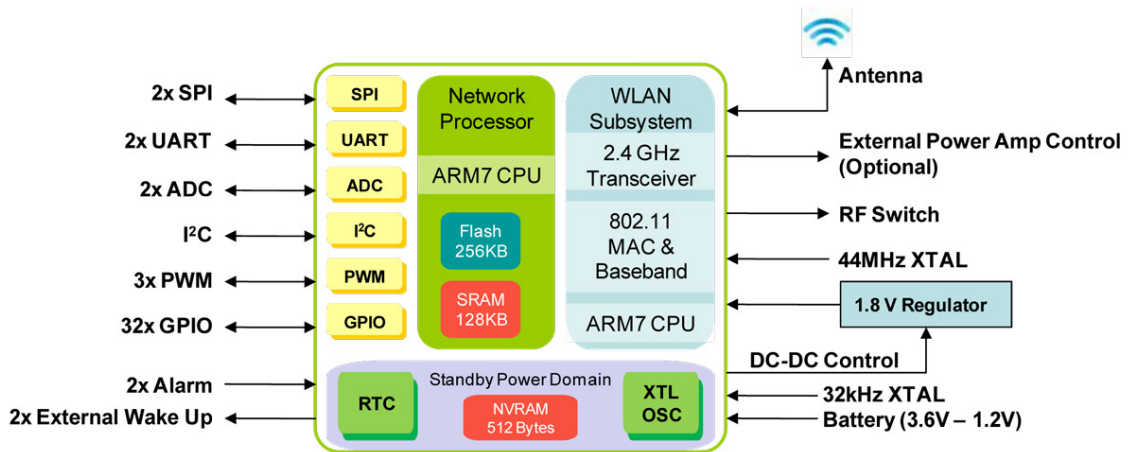 2x SPI
2x UART
2x ADC
I²C
3x PWM
32x GPIO
2x Alarm
2x External Wake Up
SPI
UART
ADC
I²C
PWM
GPIO
Network
Processor
ARM7 CPU
Flash
256KB
SRAM
128KB
WLAN
Subsystem
2.4 GHz
Transceiver
802.11
MAC &
Baseband
ARM7 CPU
Standby Power Domain
RTC
NVRAM
512 Bytes
XTL
OSC
Antenna
External Power Amp Control
(Optional)
RF Switch
44MHz XTAL
1.8 V Regulator
DC-DC Control
32kHz XTAL
Battery (3.6V – 1.2V)